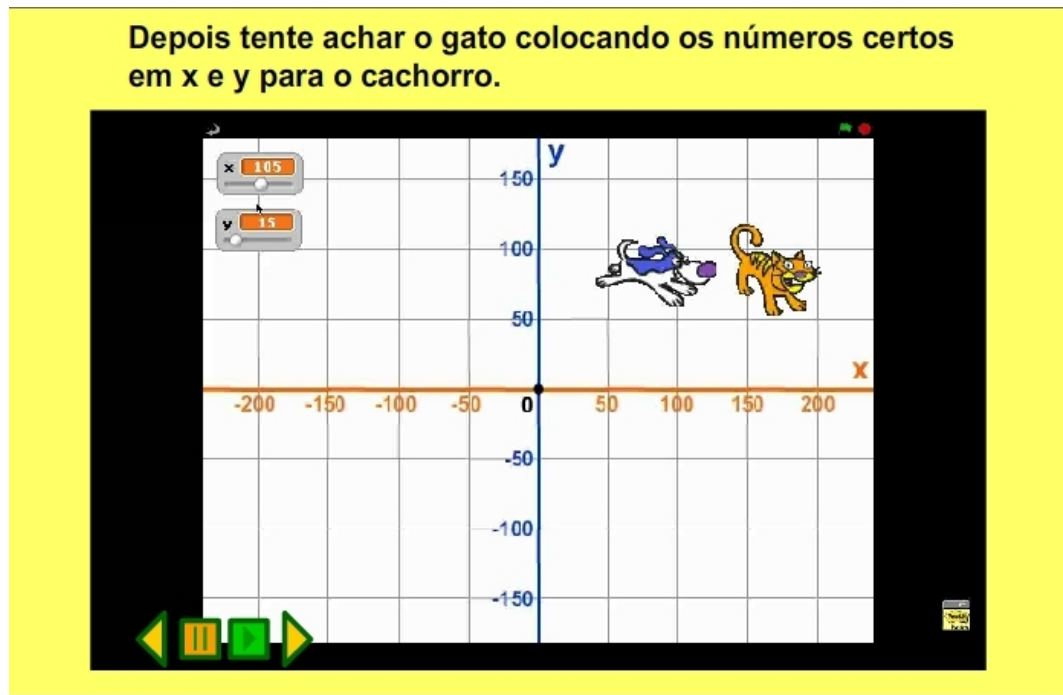 Depois tente achar o gato colocando os números certos
em x e y para o cachorro.
x 105
y 15
y
150
100
50
x
-200 -150 -100 -50 0 50 100 150 200
-50
-100
-150